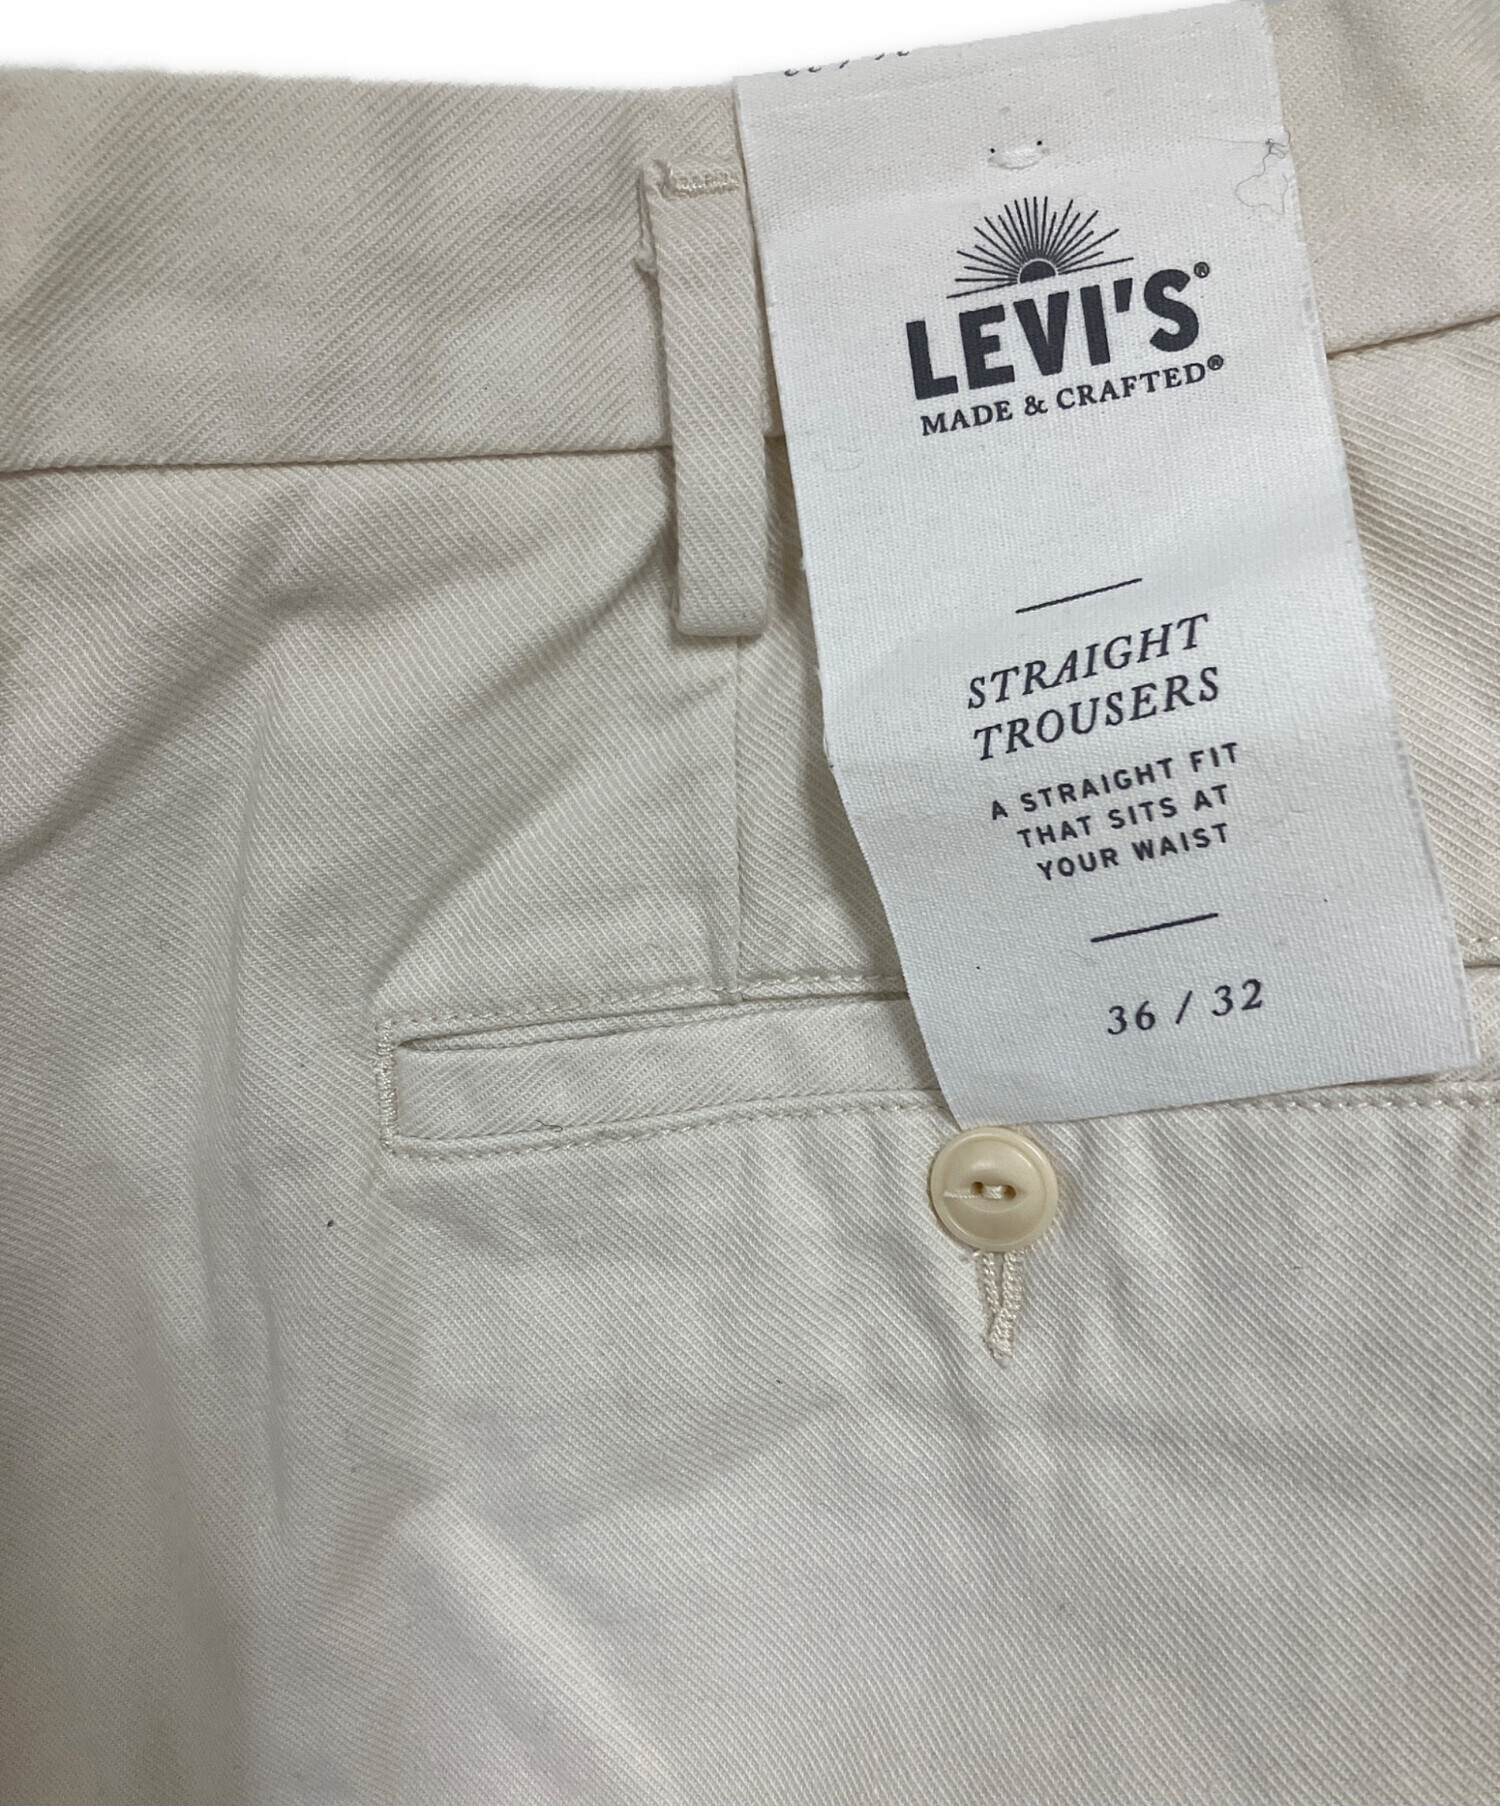 LEVI'S®
MADE & CRAFTED®
STRAIGHT
TROUSERS
A STRAIGHT FIT
THAT SITS AT
YOUR WAIST
36 / 32